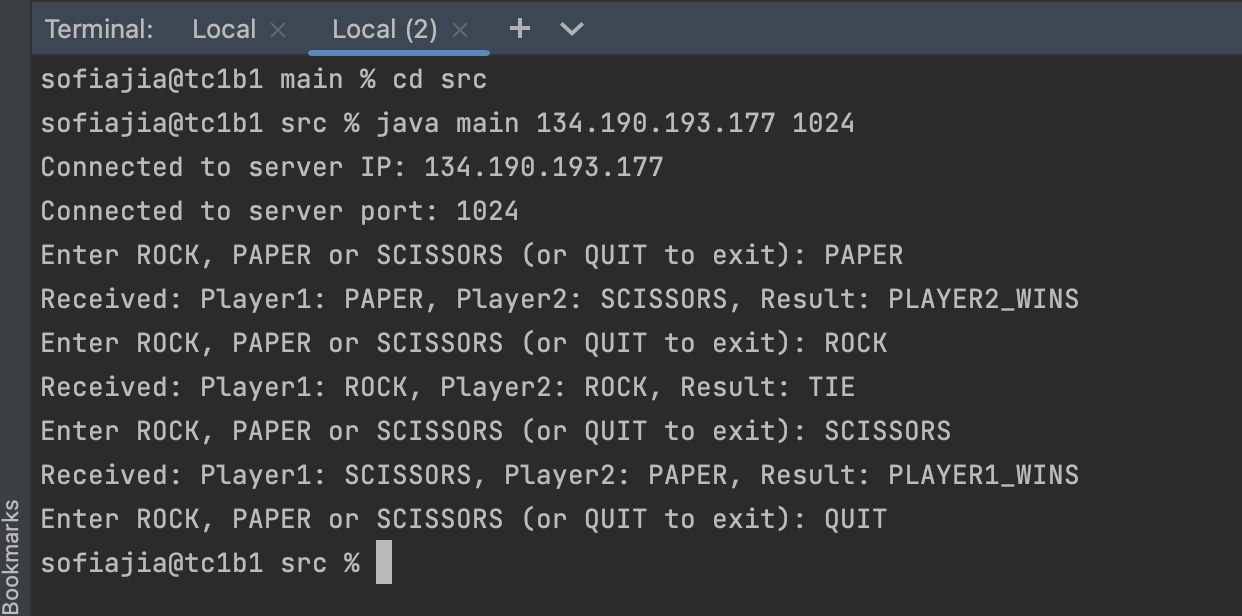 Terminal: Local × Local (2) × +
sofiajia@tc1b1 main % cd src
sofiajia@tc1b1 src % java main 134.190.193.177 1024
Connected to server IP: 134.190.193.177
Connected to server port: 1024
Enter ROCK, PAPER or SCISSORS (or QUIT to exit): PAPER
Received: Player1: PAPER, Player2: SCISSORS, Result: PLAYER2_WINS
Enter ROCK, PAPER or SCISSORS (or QUIT to exit): ROCK
Received: Player1: ROCK, Player2: ROCK, Result: TIE
Enter ROCK, PAPER or SCISSORS (or QUIT to exit): SCISSORS
Received: Player1: SCISSORS, Player2: PAPER, Result: PLAYER1_WINS
Enter ROCK, PAPER or SCISSORS (or QUIT to exit): QUIT
sofiajia@tc1b1 src %
Bookmarks